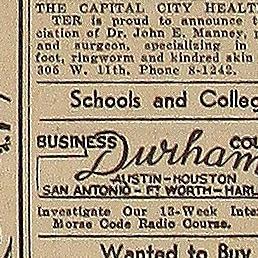 THE CAPITAL CITY HEALT
TER is proud to announce t
ciation of Dr. John E. Manney, p
and surgeon, specializing in
foot, ringworm and kindred skin
306 W. 11th. Phone 8-1242.
Schools and Colleg
BUSINESS Durham COU
AUSTIN-HOUSTON
SAN ANTONIO-FT WORTH-HARL
Investigate Our 13-Week Inte
Morse Code Radio Course.
Wanted to Buy